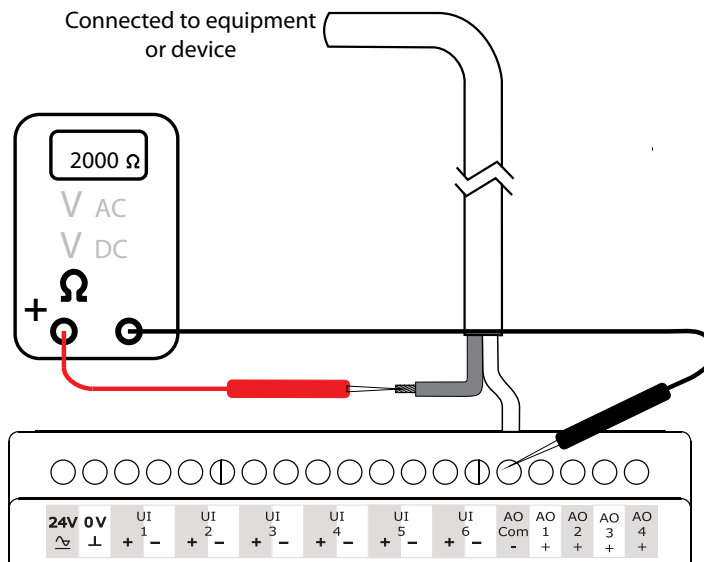 Connected to equipment
or device
2000 Ω
V AC
V DC
Ω
+
24V 0V UI UI UI UI UI UI AO AO AO AO AO
1 2 3 4 5 6 Com 1 2 3 4
+ - + - + - + - + - + - - + + + +